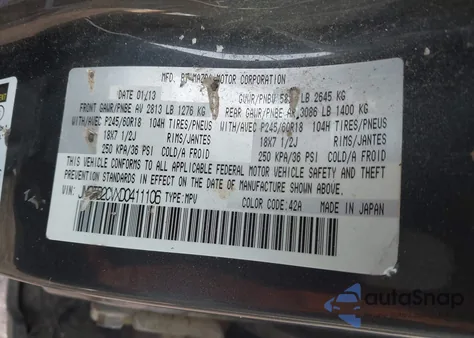 MFD. BY MAZDA MOTOR CORPORATION
DATE 01/13 GVWR/PNBV LB 2645 KG
FRONT GAWR/PNBE AV 2813 LB 1276 KG REAR GAWR/PNBE AR 3086 LB 1400 KG
WITH/AVEC P245/60R18 104H TIRES/PNEUS WITH/AVEC P245/60R18 104H TIRES/PNEUS
18X7 1/2J RIMS/JANTES 18X7 1/2J RIMS/JANTES
250 KPA/36 PSI COLD/A FROID 250 KPA/36 PSI COLD/A FROID
THIS VEHICLE CONFORMS TO ALL APPLICABLE FEDERAL MOTOR VEHICLE SAFETY AND THEFT
PREVENTION STANDARDS IN EFFECT ON THE DATE OF MANUFACTURE SHOWN ABOVE.
VIN: TYPE:MPV COLOR CODE:42A MADE IN JAPAN
autoSnap